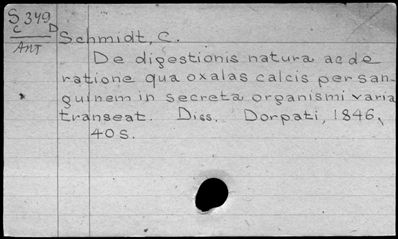 S 349
C D
Ant
Schmidt, C.
De digestionis natura ac de
ratione qua oxalas calcis per san-
guinem in secreta organismi varia
transeat. Diss. Dorpati, 1846,
40 S.